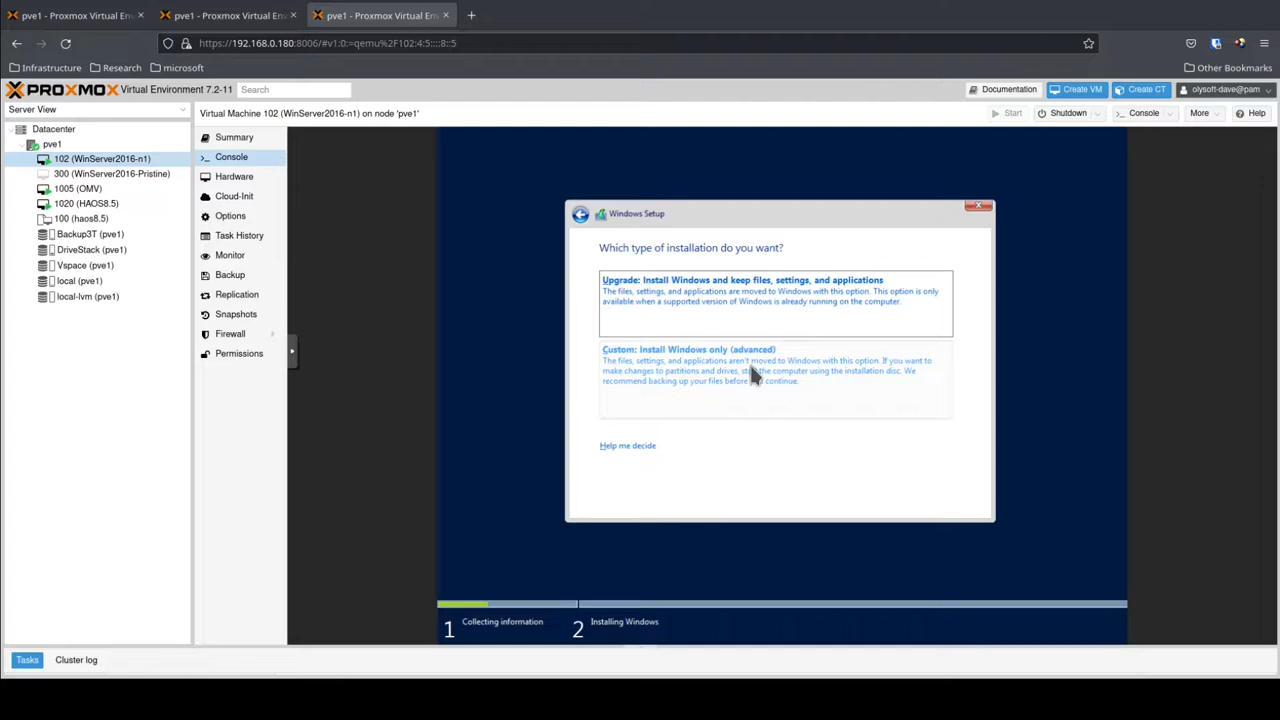 pve1 - Proxmox Virtual Env
pve1 - Proxmox Virtual Env
pve1 - Proxmox Virtual Env
https://192.168.0.180:8006/#v1:0:=qemu%2F102:4:5::::8::5
Infrastructure
Research
microsoft
Other Bookmarks
PROXMOX Virtual Environment 7.2-11
Search
Documentation
Create VM
Create CT
olysoft-dave@pam
Server View
Virtual Machine 102 (WinServer2016-n1) on node 'pve1'
Start
Shutdown
Console
More
Help
Datacenter
pve1
102 (WinServer2016-n1)
300 (WinServer2016-Pristine)
1005 (OMV)
1020 (HAOS8.5)
100 (haos8.5)
Backup3T (pve1)
DriveStack (pve1)
Vspace (pve1)
local (pve1)
local-lvm (pve1)
Summary
Console
Hardware
Cloud-Init
Options
Task History
Monitor
Backup
Replication
Snapshots
Firewall
Permissions
Windows Setup
Which type of installation do you want?
Upgrade: Install Windows and keep files, settings, and applications
The files, settings, and applications are moved to Windows with this option. This option is only
available when a supported version of Windows is already running on the computer.
Custom: Install Windows only (advanced)
The files, settings, and applications aren't moved to Windows with this option. If you want to
make changes to partitions and drives, the computer using the installation disc. We
recommend backing up your files before continue.
Help me decide
1 Collecting information
2 Installing Windows
Tasks
Cluster log